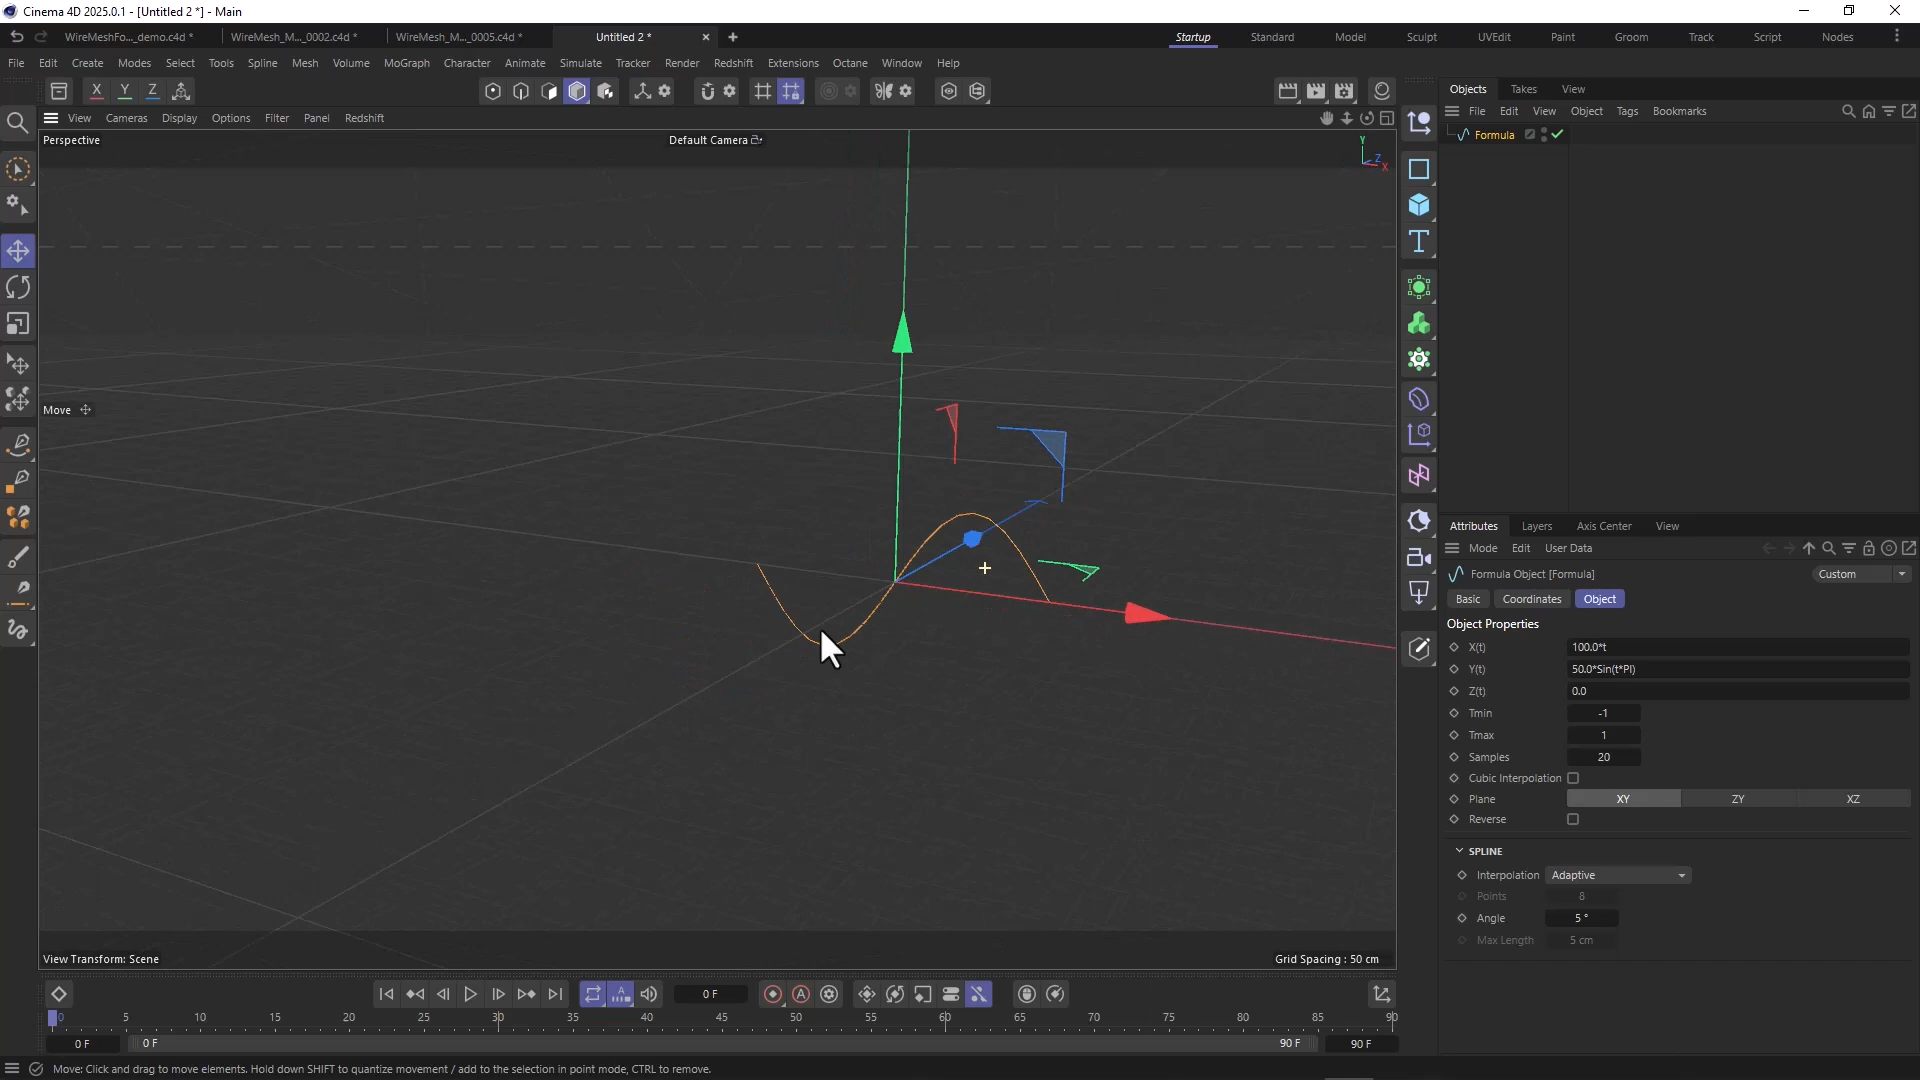 Cinema 4D 2025.0.1 - [Untitled 2 *] - Main
WireMeshFo..._demo.c4d *
WireMesh_M..._0002.c4d *
WireMesh_M..._0005.c4d *
Untitled 2 *
Startup
Standard
Model
Sculpt
UVEdit
Paint
Groom
Track
Script
Nodes
File Edit Create Modes Select Tools Spline Mesh Volume MoGraph Character Animate Simulate Tracker Render Redshift Extensions Octane Window Help
X Y Z
Objects Takes View
View Cameras Display Options Filter Panel Redshift
File Edit View Object Tags Bookmarks
Perspective
Default Camera
Y
Z
X
Formula
Move
Attributes Layers Axis Center View
Mode Edit User Data
Formula Object [Formula]
Custom
Basic Coordinates Object
Object Properties
X(t) 100.0*t
Y(t) 50.0*Sin(t*PI)
Z(t) 0.0
Tmin -1
Tmax 1
Samples 20
Cubic Interpolation
Plane XY ZY XZ
Reverse
SPLINE
Interpolation Adaptive
Points 8
Angle 5 °
Max Length 5 cm
View Transform: Scene
Grid Spacing : 50 cm
0 F
0 5 10 15 20 25 30 35 40 45 50 55 60 65 70 75 80 85 90
0 F 0 F 90 F 90 F
Move: Click and drag to move elements. Hold down SHIFT to quantize movement / add to the selection in point mode, CTRL to remove.